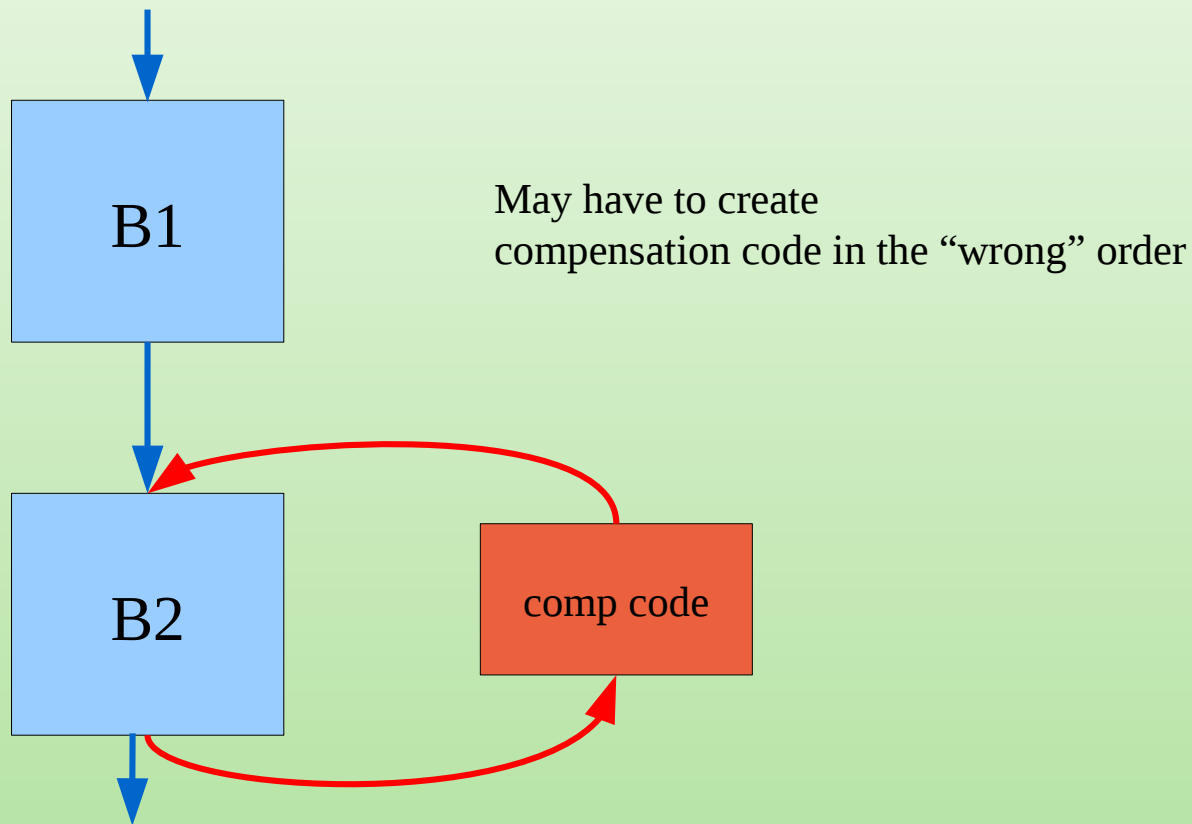 B1
May have to create
compensation code in the “wrong” order
B2
comp code